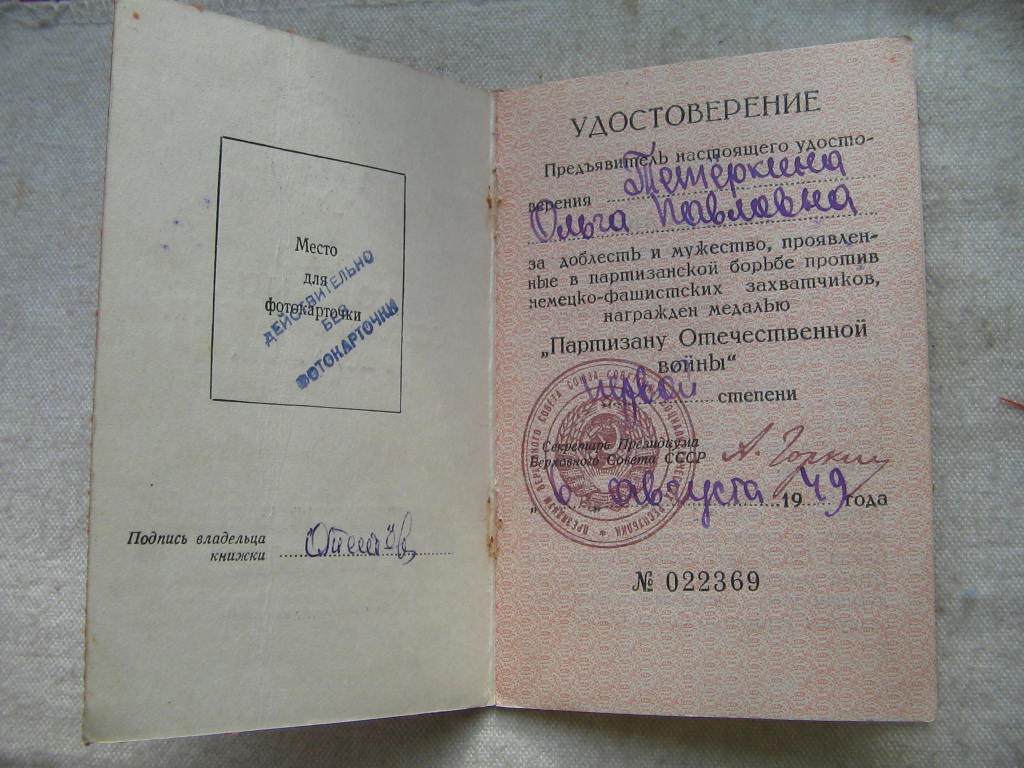 Место
для
фотокарточки
ДЕЙСТВИТЕЛЬНО
БЕЗ
ФОТОКАРТОЧКИ
Подпись владельца
книжки
УДОСТОВЕРЕНИЕ
Предъявитель настоящего удосто-
верения Тетёркина
Ольга Павловна
за доблесть и мужество, проявлен-
ные в партизанской борьбе против
немецко-фашистских захватчиков,
награжден медалью
„Партизану Отечественной
войны“
первой степени
Секретарь Президиума
Верховного Совета СССР А. Горкин
„6“ августа 1949 года
№ 022369